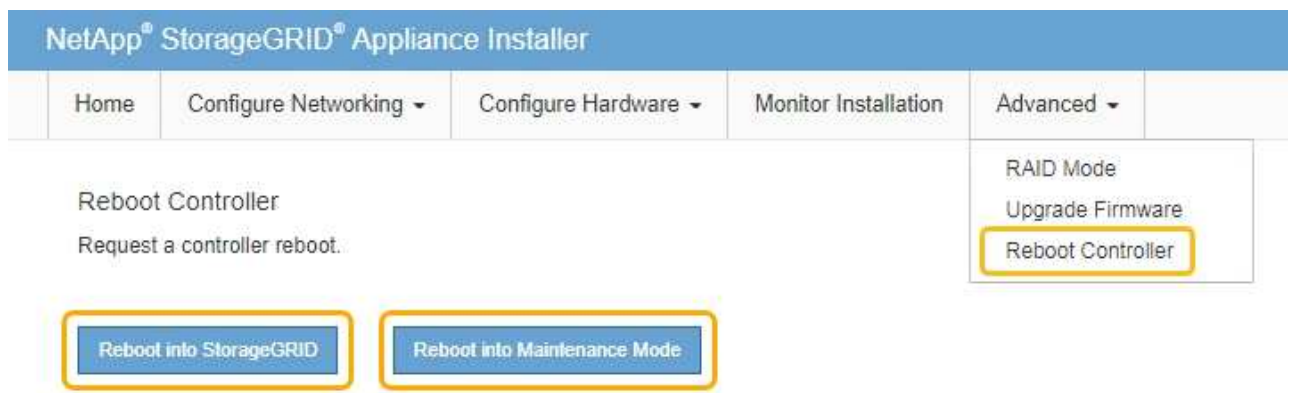 NetApp® StorageGRID® Appliance Installer
Home Configure Networking Configure Hardware Monitor Installation Advanced
RAID Mode
Upgrade Firmware
Reboot Controller
Reboot Controller
Request a controller reboot.
Reboot into StorageGRID Reboot into Maintenance Mode